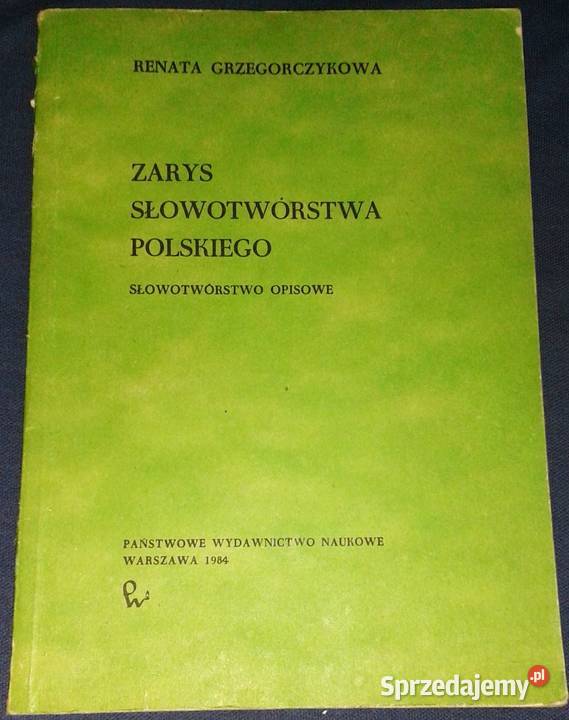 RENATA GRZEGORCZYKOWA
ZARYS
SŁOWOTWÓRSTWA
POLSKIEGO
SŁOWOTWÓRSTWO OPISOWE
PAŃSTWOWE WYDAWNICTWO NAUKOWE
WARSZAWA 1984
Sprzedajemy.pl